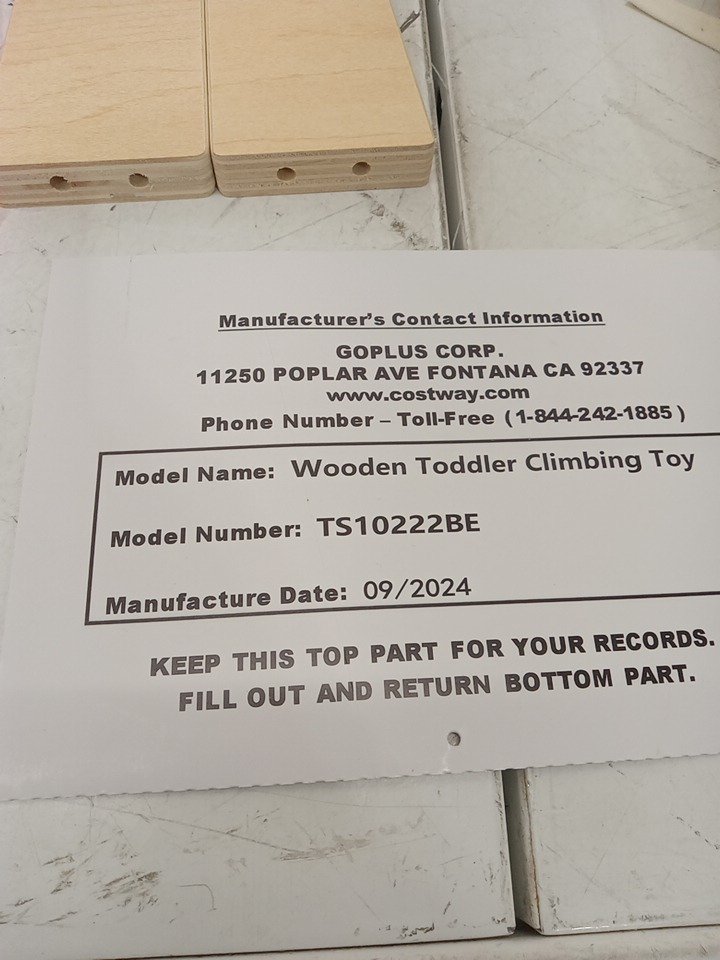 Manufacturer's Contact Information
GOPLUS CORP.
11250 POPLAR AVE FONTANA CA 92337
www.costway.com
Phone Number – Toll-Free (1-844-242-1885)
Model Name: Wooden Toddler Climbing Toy
Model Number: TS10222BE
Manufacture Date: 09/2024
KEEP THIS TOP PART FOR YOUR RECORDS.
FILL OUT AND RETURN BOTTOM PART.